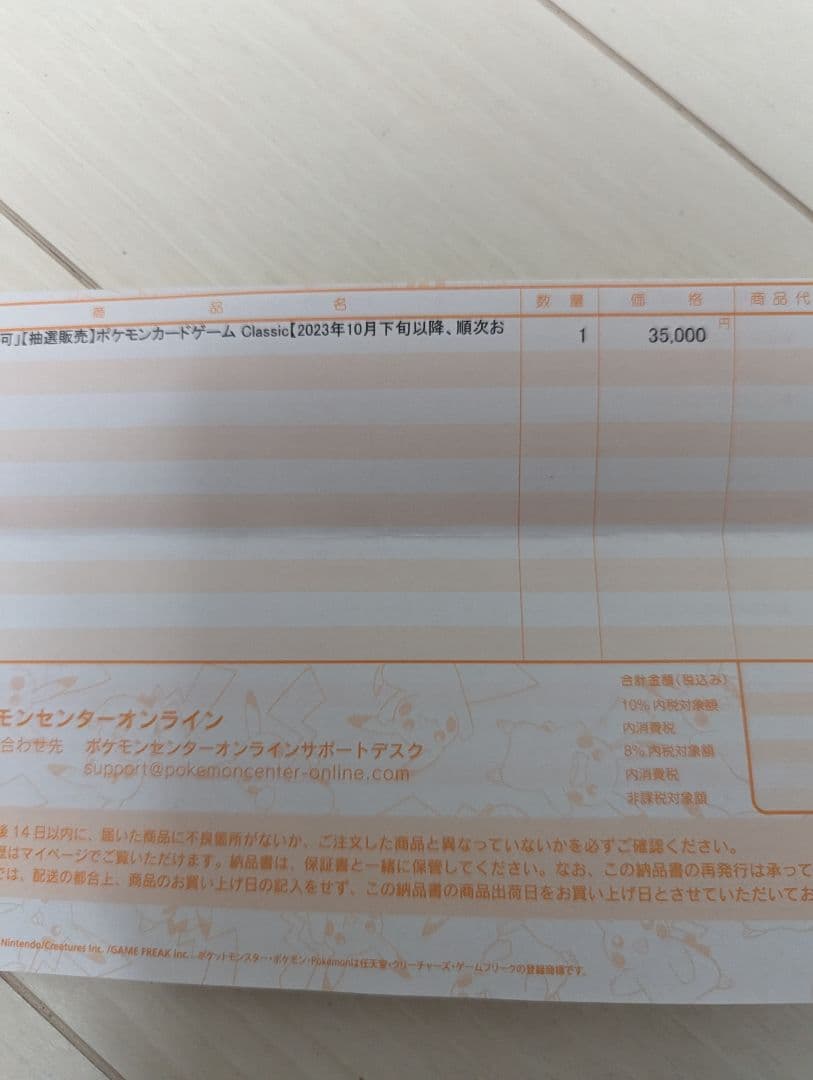 商品名 数量 価格 商品代
可」【抽選販売】ポケモンカードゲーム Classic【2023年10月下旬以降、順次お 1 35,000円
合計金額(税込み)
10%内税対象額
内消費税
8%内税対象額
内消費税
非課税対象額
モンセンターオンライン
合わせ先 ポケモンセンターオンラインサポートデスク
support@pokemoncenter-online.com
後14日以内に、届いた商品に不良箇所がないか、ご注文した商品と異なっていないかを必ずご確認ください。
歴はマイページでご覧いただけます。納品書は、保証書と一緒に保管してください。なお、この納品書の再発行は承って
では、配送の都合上、商品のお買い上げ日の記入をせず、この納品書の商品出荷日をお買い上げ日とさせていただいてお
Nintendo/Creatures Inc. /GAME FREAK inc. ポケットモンスター・ポケモン・Pokémonは任天堂・クリーチャーズ・ゲームフリークの登録商標です。